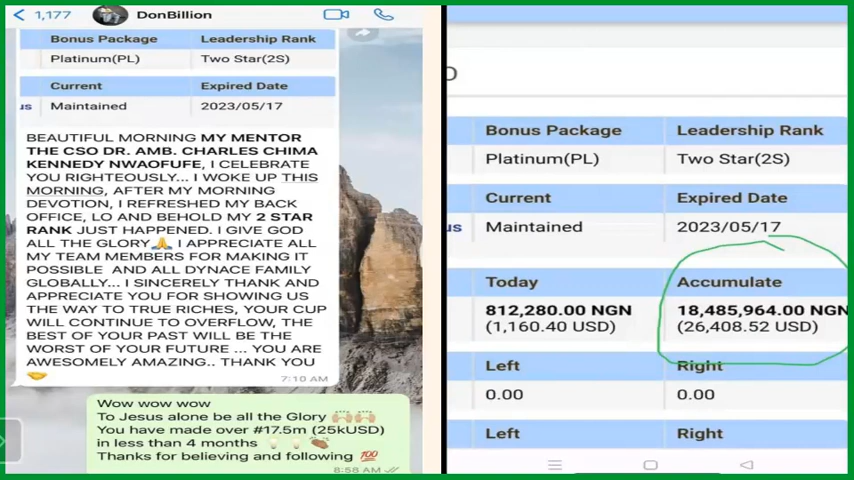 1,177
DonBillion
Bonus Package Leadership Rank
Platinum(PL) Two Star(2S)
Current Expired Date
us Maintained 2023/05/17
BEAUTIFUL MORNING MY MENTOR
THE CSO DR. AMB. CHARLES CHIMA
KENNEDY NWAOFUFE, I CELEBRATE
YOU RIGHTEOUSLY... I WOKE UP THIS
MORNING, AFTER MY MORNING
DEVOTION, I REFRESHED MY BACK
OFFICE, LO AND BEHOLD MY 2 STAR
RANK JUST HAPPENED. I GIVE GOD
ALL THE GLORY🙏 I APPRECIATE ALL
MY TEAM MEMBERS FOR MAKING IT
POSSIBLE AND ALL DYNACE FAMILY
GLOBALLY... I SINCERELY THANK AND
APPRECIATE YOU FOR SHOWING US
THE WAY TO TRUE RICHES, YOUR CUP
WILL CONTINUE TO OVERFLOW, THE
BEST OF YOUR PAST WILL BE THE
WORST OF YOUR FUTURE ... YOU ARE
AWESOMELY AMAZING.. THANK YOU
🤝
7:10 AM
Wow wow wow
To Jesus alone be all the Glory 🙌🙌
You have made over #17.5m (25kUSD)
in less than 4 months
Thanks for believing and following 💯
8:58 AM
Bonus Package Leadership Rank
Platinum(PL) Two Star(2S)
Current Expired Date
us Maintained 2023/05/17
Today Accumulate
812,280.00 NGN 18,485,964.00 NGN
(1,160.40 USD) (26,408.52 USD)
Left Right
0.00 0.00
Left Right